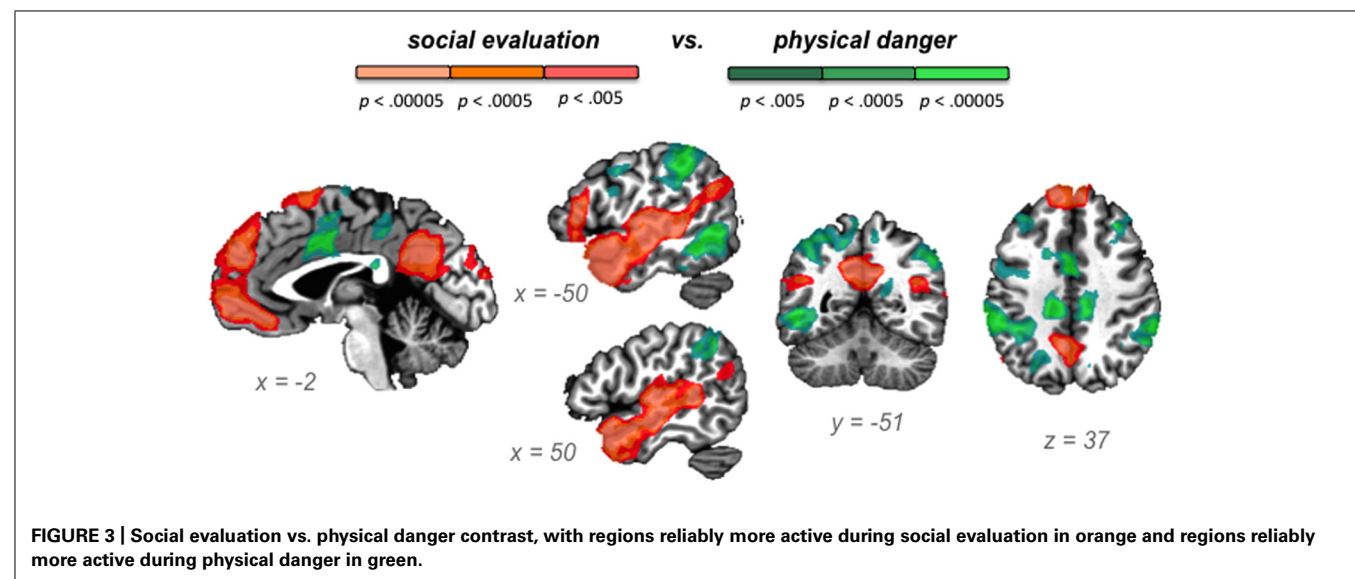 social evaluation vs. physical danger
p < .00005 p < .0005 p < .005 p < .005 p < .0005 p < .00005
x = -2
x = -50
x = 50
y = -51
z = 37
FIGURE 3 | Social evaluation vs. physical danger contrast, with regions reliably more active during social evaluation in orange and regions reliably
more active during physical danger in green.